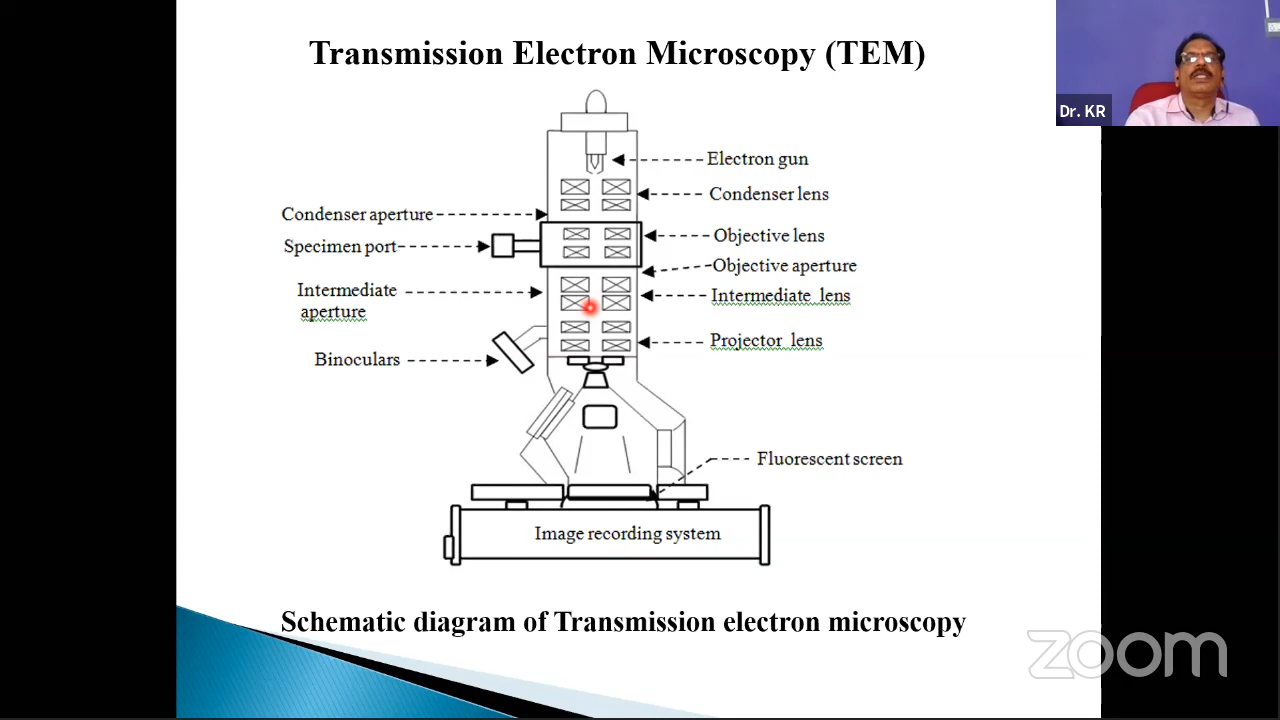 Transmission Electron Microscopy (TEM)
Dr. KR
Electron gun
Condenser lens
Condenser aperture
Objective lens
Specimen port
Objective aperture
Intermediate
aperture
Intermediate lens
Projector lens
Binoculars
Fluorescent screen
Image recording system
Schematic diagram of Transmission electron microscopy
zoom